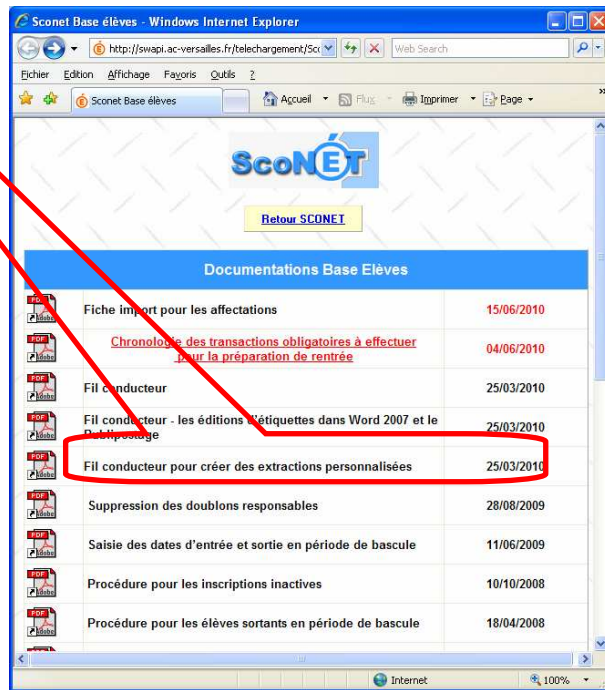 Sconet Base élèves - Windows Internet Explorer
http://swapi.ac-versailles.fr/telechargement/Sco
Web Search
Fichier Edition Affichage Favoris Outils ?
Sconet Base élèves
Accueil
Flux
Imprimer
Page
»
ScoNÉT
Retour SCONET
Documentations Base Elèves
Fiche import pour les affectations 15/06/2010
Chronologie des transactions obligatoires à effectuer
pour la préparation de rentrée 04/06/2010
Fil conducteur 25/03/2010
Fil conducteur - les éditions d'étiquettes dans Word 2007 et le
Publipostage 25/03/2010
Fil conducteur pour créer des extractions personnalisées 25/03/2010
Suppression des doublons responsables 28/08/2009
Saisie des dates d'entrée et sortie en période de bascule 11/06/2009
Procédure pour les inscriptions inactives 10/10/2008
Procédure pour les élèves sortants en période de bascule 18/04/2008
Internet 100%